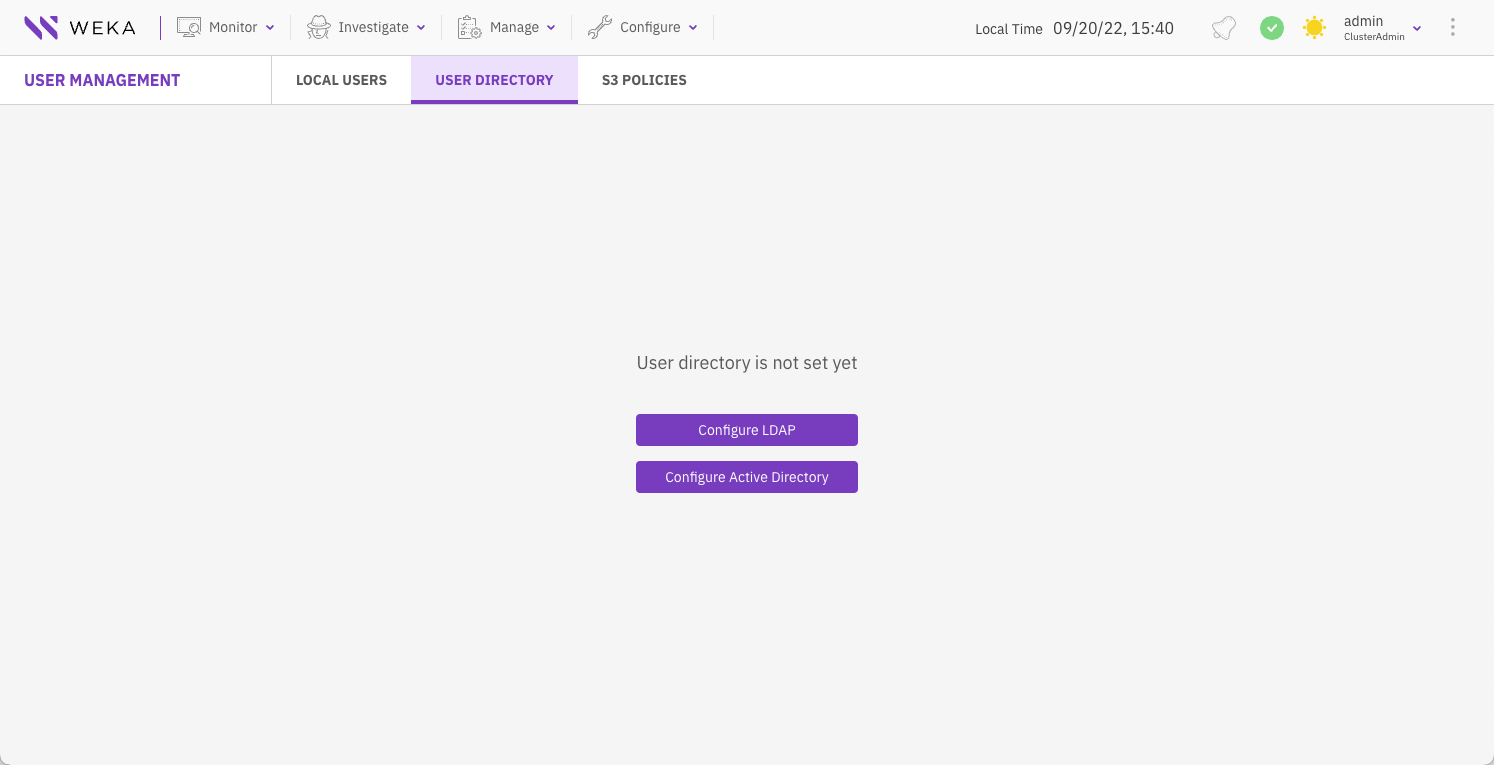 WEKA Monitor Investigate Manage Configure Local Time 09/20/22, 15:40 admin
ClusterAdmin
USER MANAGEMENT LOCAL USERS USER DIRECTORY S3 POLICIES
User directory is not set yet
Configure LDAP
Configure Active Directory